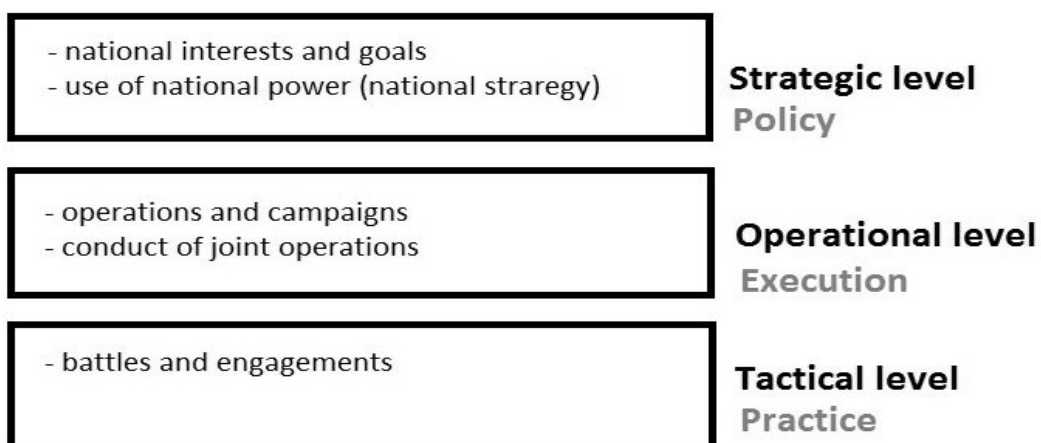 - national interests and goals
- use of national power (national straregy)
Strategic level
Policy
- operations and campaigns
- conduct of joint operations
Operational level
Execution
- battles and engagements
Tactical level
Practice